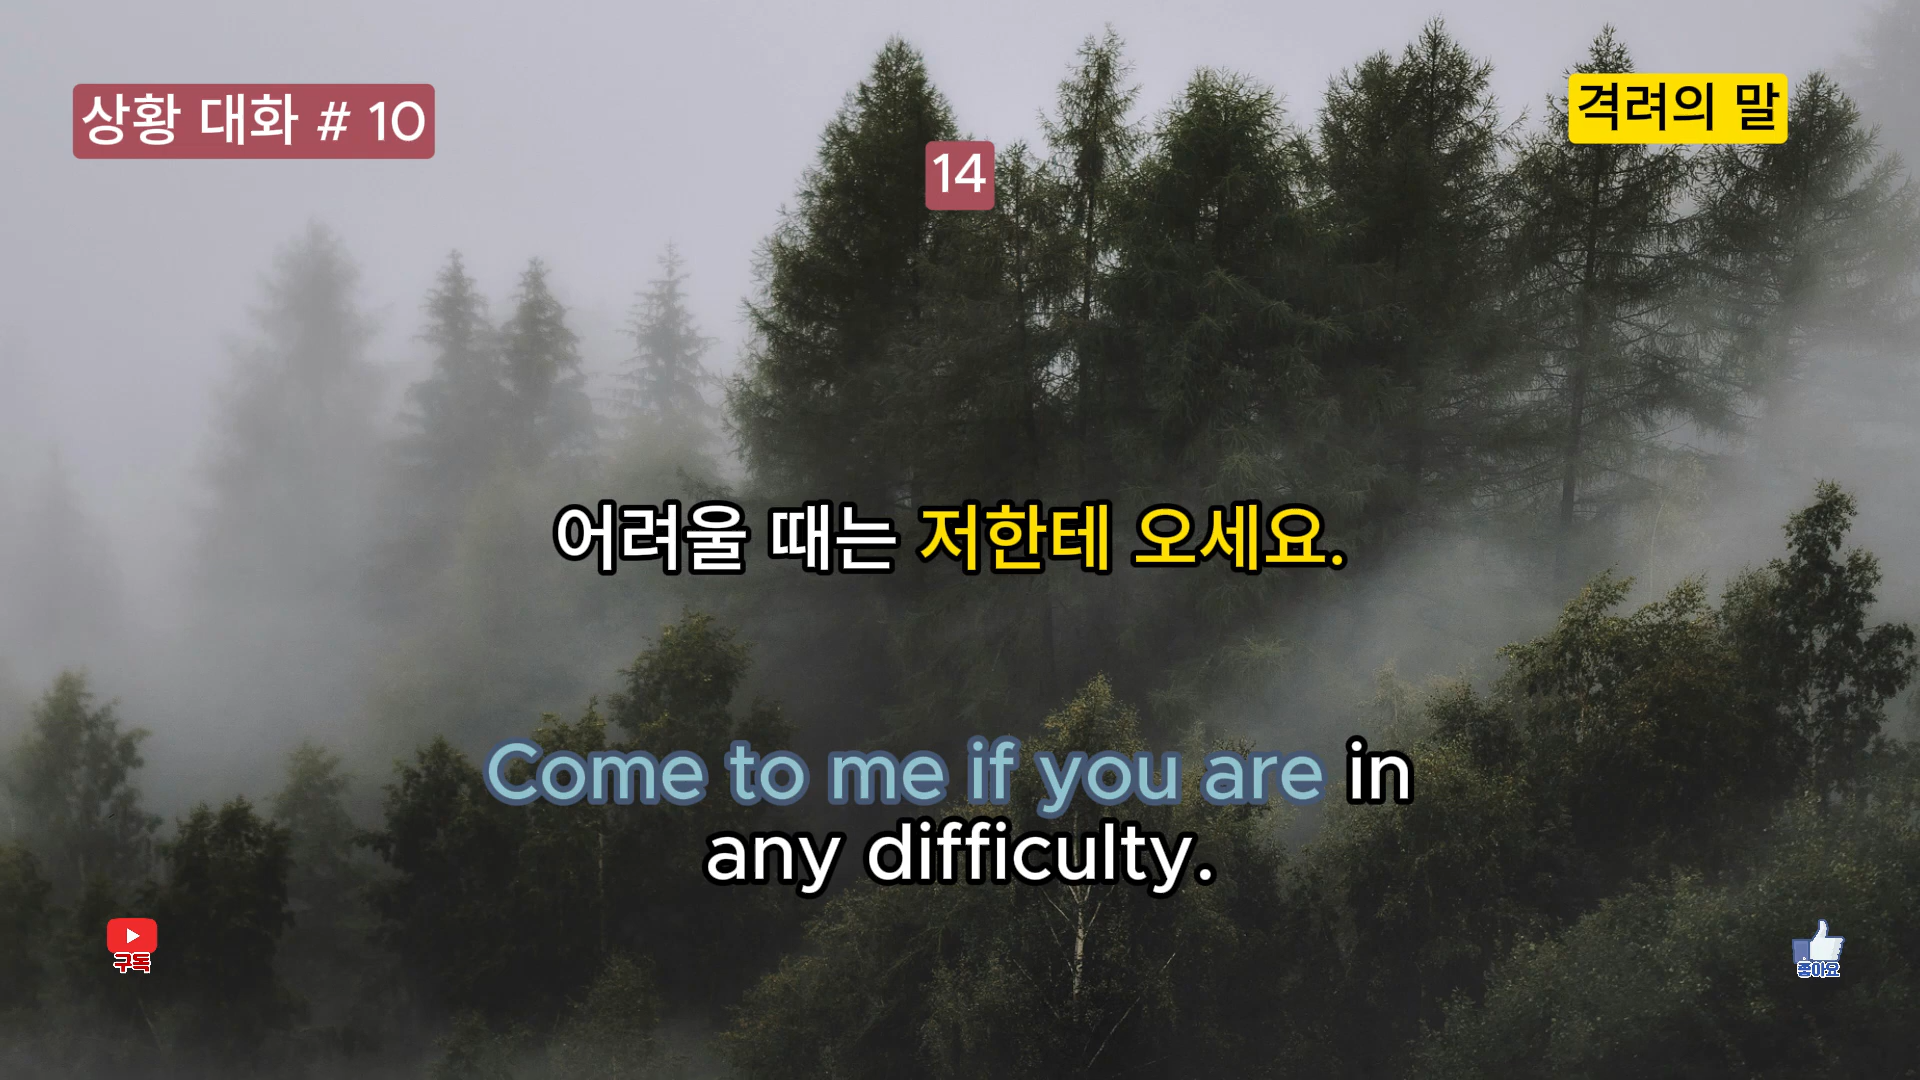 상황 대화 # 10
격려의 말
14
어려울 때는 저한테 오세요.
Come to me if you are in
any difficulty.
구독
좋아요